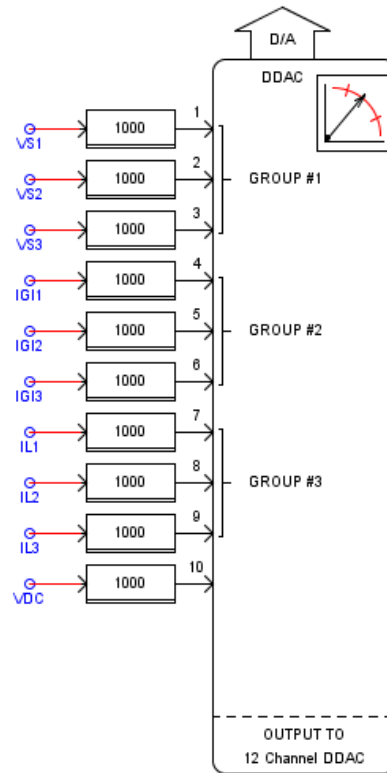 D/A
DDAC
1000 1
VS1
1000 2
VS2
GROUP #1
1000 3
VS3
1000 4
IGI1
1000 5
IGI2
GROUP #2
1000 6
IGI3
1000 7
IL1
1000 8
IL2
GROUP #3
1000 9
IL3
1000 10
VDC
OUTPUT TO
12 Channel DDAC